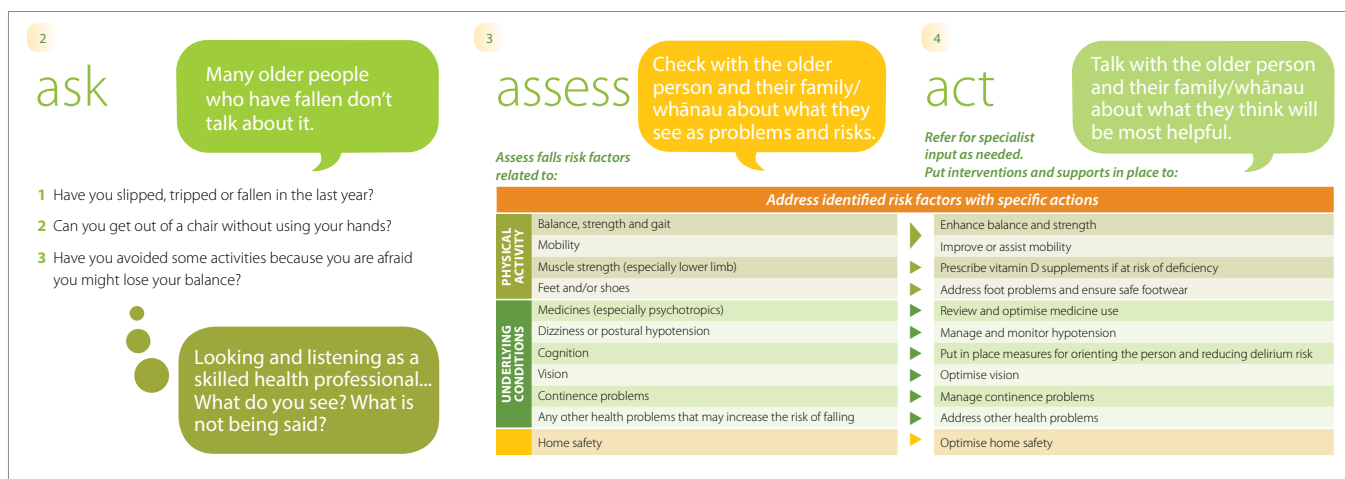 2
ask
Many older people
who have fallen don't
talk about it.
1 Have you slipped, tripped or fallen in the last year?
2 Can you get out of a chair without using your hands?
3 Have you avoided some activities because you are afraid
you might lose your balance?
Looking and listening as a
skilled health professional...
What do you see? What is
not being said?
3
assess
Check with the older
person and their family/
whānau about what they
see as problems and risks.
Assess falls risk factors
related to:
4
act
Talk with the older person
and their family/whānau
about what they think will
be most helpful.
Refer for specialist
input as needed.
Put interventions and supports in place to:
Address identified risk factors with specific actions
PHYSICAL
ACTIVITY
Balance, strength and gait
Enhance balance and strength
Mobility
Improve or assist mobility
Muscle strength (especially lower limb)
Prescribe vitamin D supplements if at risk of deficiency
Feet and/or shoes
Address foot problems and ensure safe footwear
UNDERLYING
CONDITIONS
Medicines (especially psychotropics)
Review and optimise medicine use
Dizziness or postural hypotension
Manage and monitor hypotension
Cognition
Put in place measures for orienting the person and reducing delirium risk
Vision
Optimise vision
Continence problems
Manage continence problems
Any other health problems that may increase the risk of falling
Address other health problems
Home safety
Optimise home safety